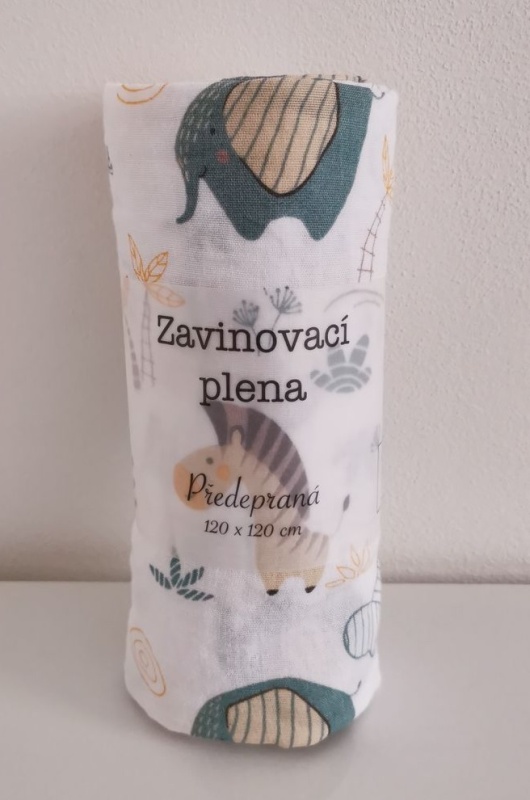 Zavinovací
plena
Předepraná
120 x 120 cm